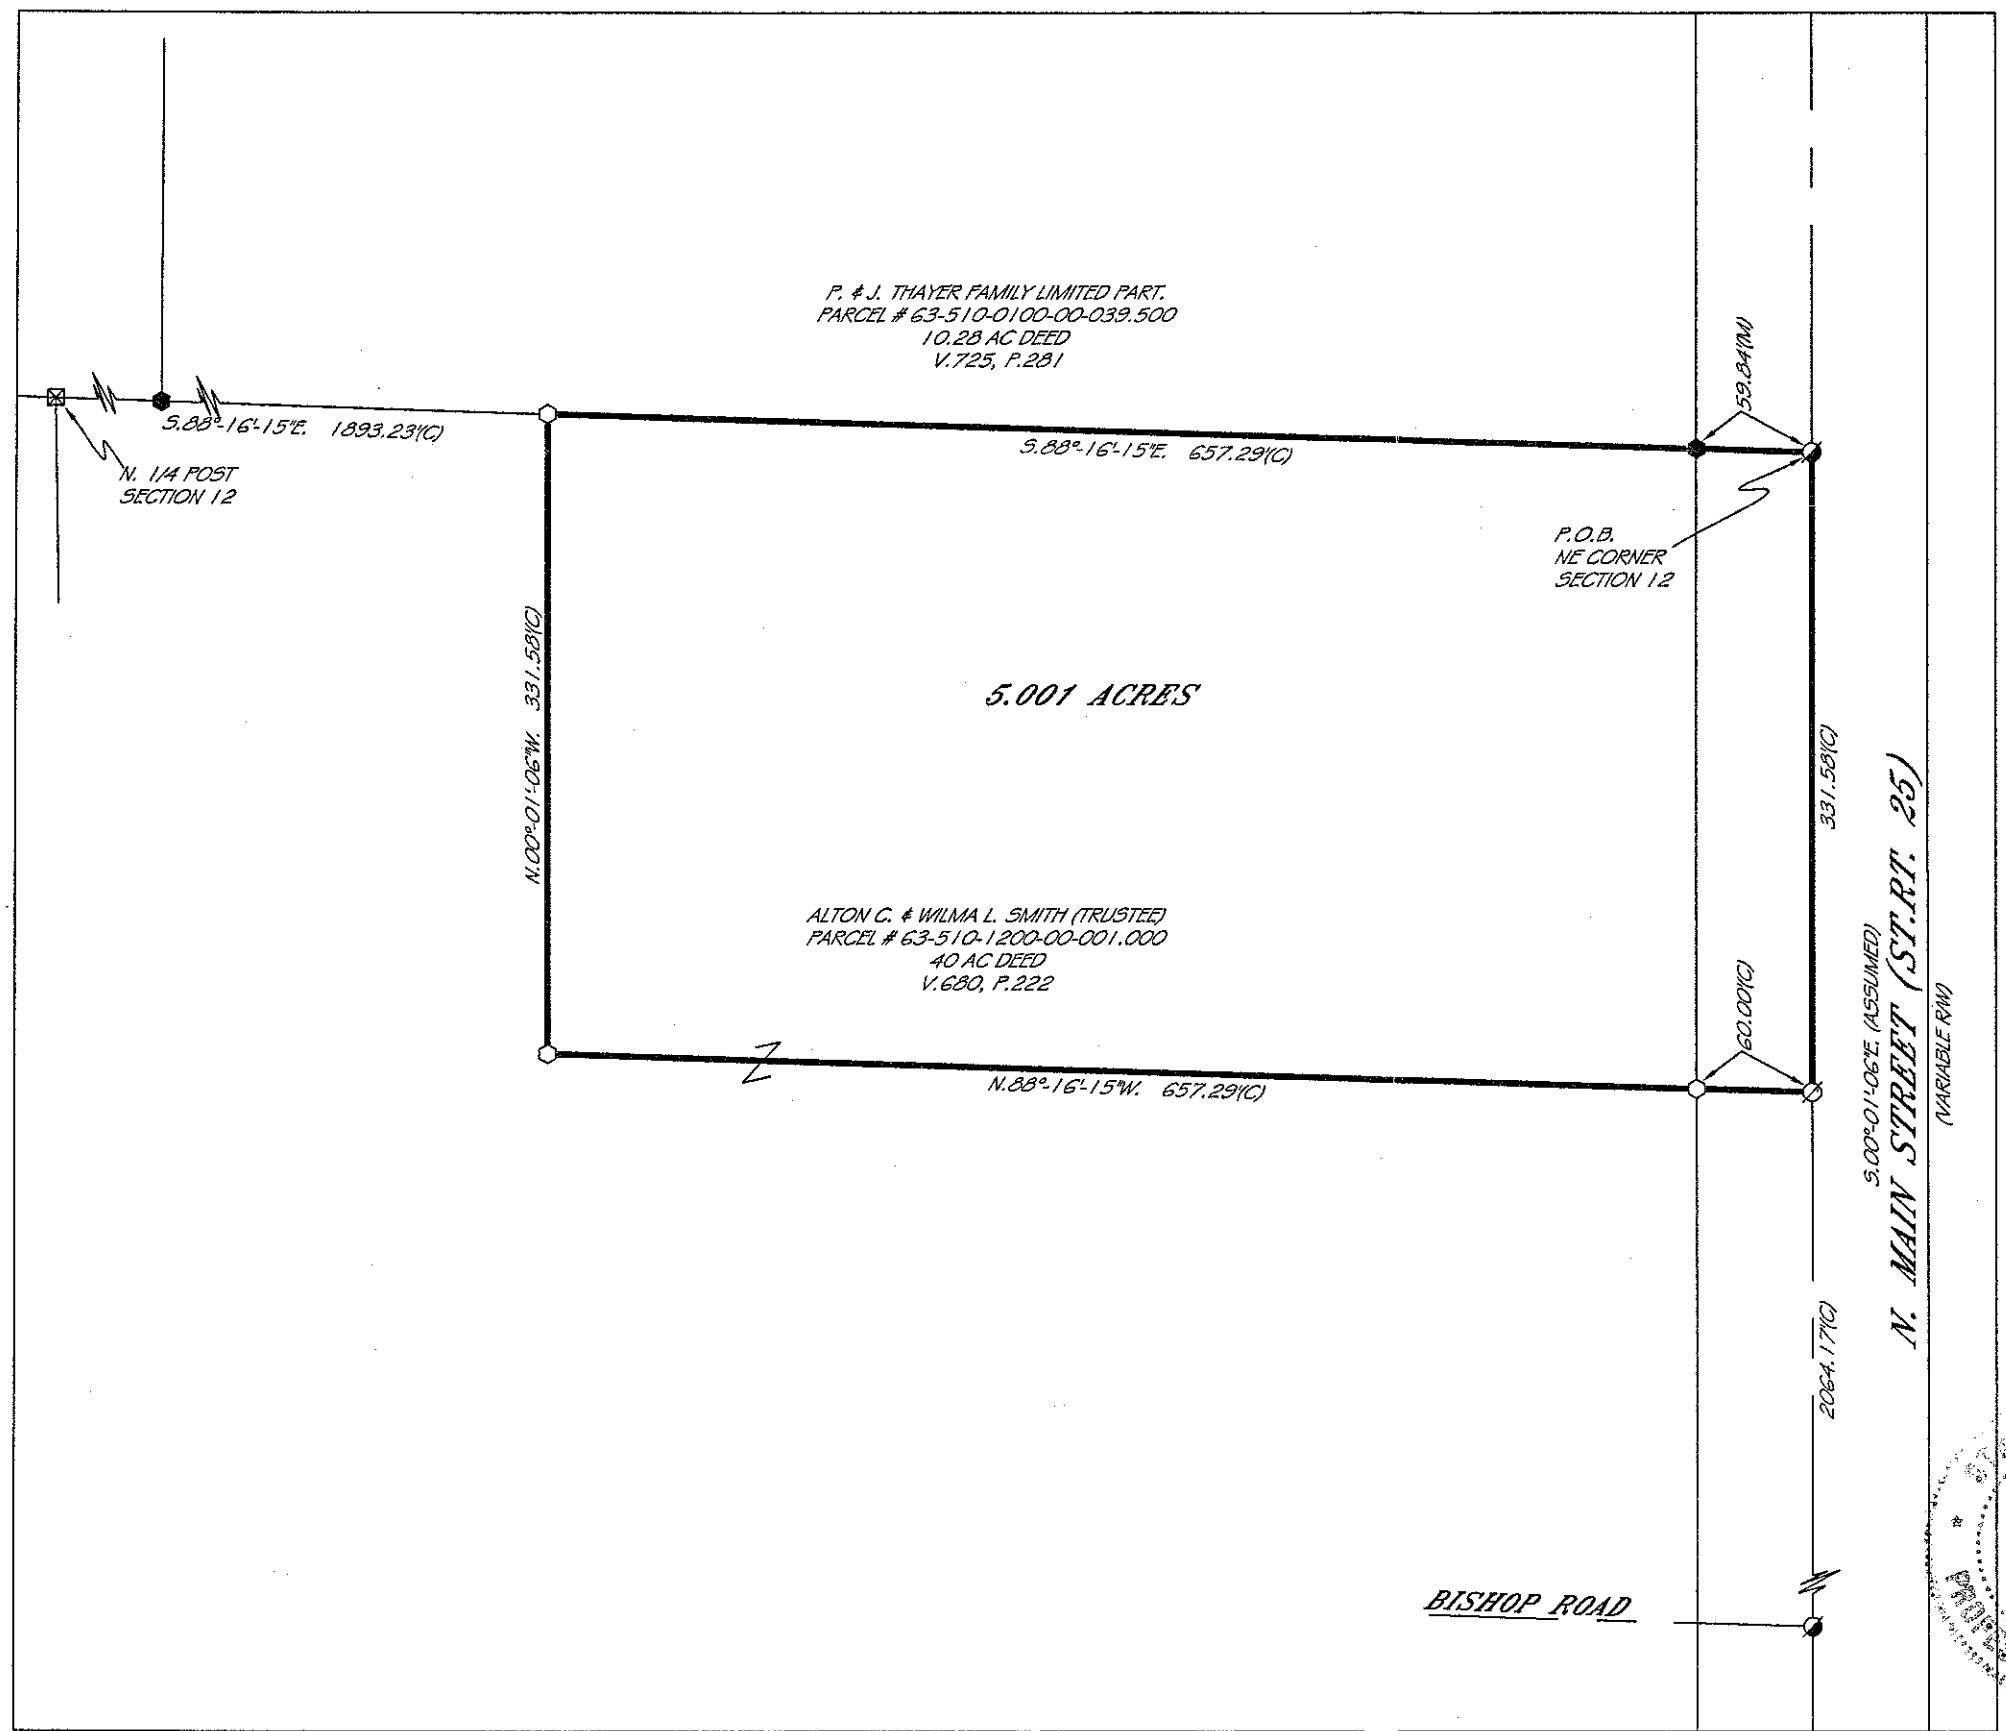 P. & J. THAYER FAMILY LIMITED PART.
PARCEL # 63-510-0100-00-039.500
10.28 AC DEED
V.725, P.281
59.84'(M)
S.88°-16'-15"E. 1893.23'(C)
S.88°-16'-15"E. 657.29'(C)
N. 1/4 POST
SECTION 12
P.O.B.
NE CORNER
SECTION 12
N.00°-01'-06"W. 331.58'(C)
5.001 ACRES
331.58'(C)
ALTON C. & WILMA L. SMITH (TRUSTEE)
PARCEL # 63-510-1200-00-001.000
40 AC DEED
V.680, P.222
60.00'(C)
N.88°-16'-15"W. 657.29'(C)
S.00°-01'-06"E. (ASSUMED)
N. MAIN STREET (ST.RT. 25)
(VARIABLE R/W)
2064.17'(C)
BISHOP ROAD